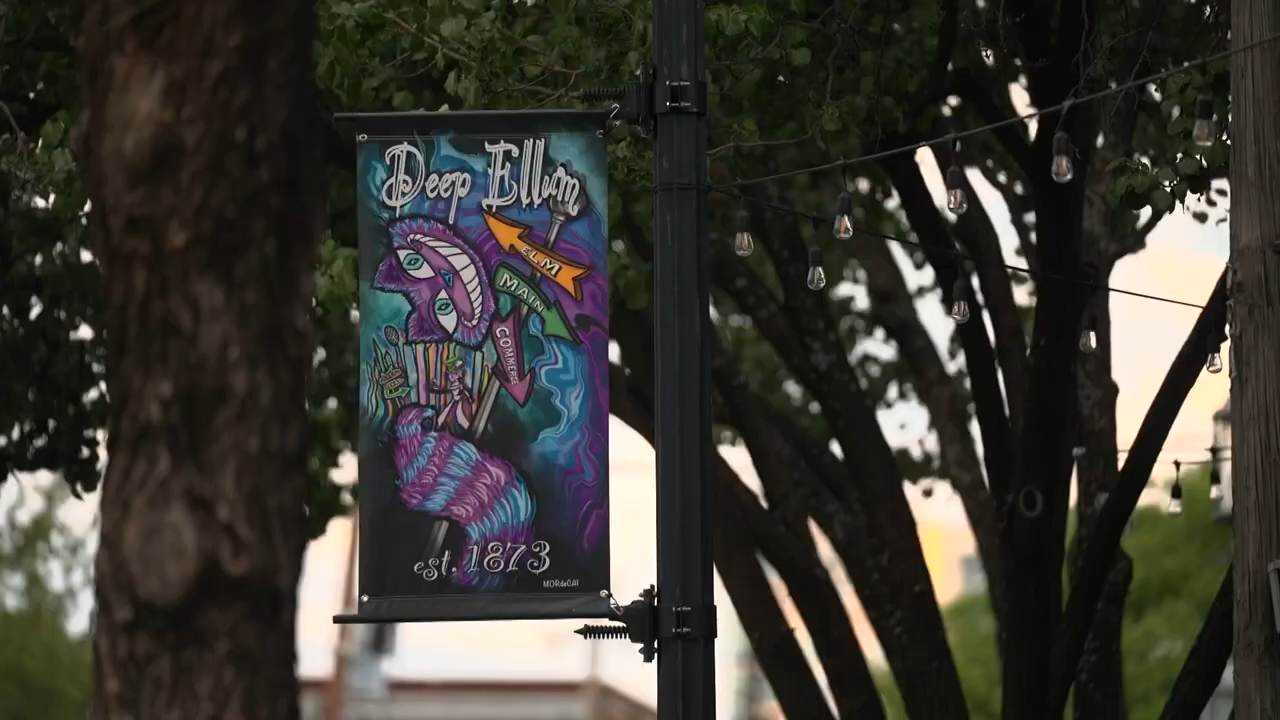 Deep Ellum
ELM
MAIN
COMMERCE
est. 1873
MORdeCAI